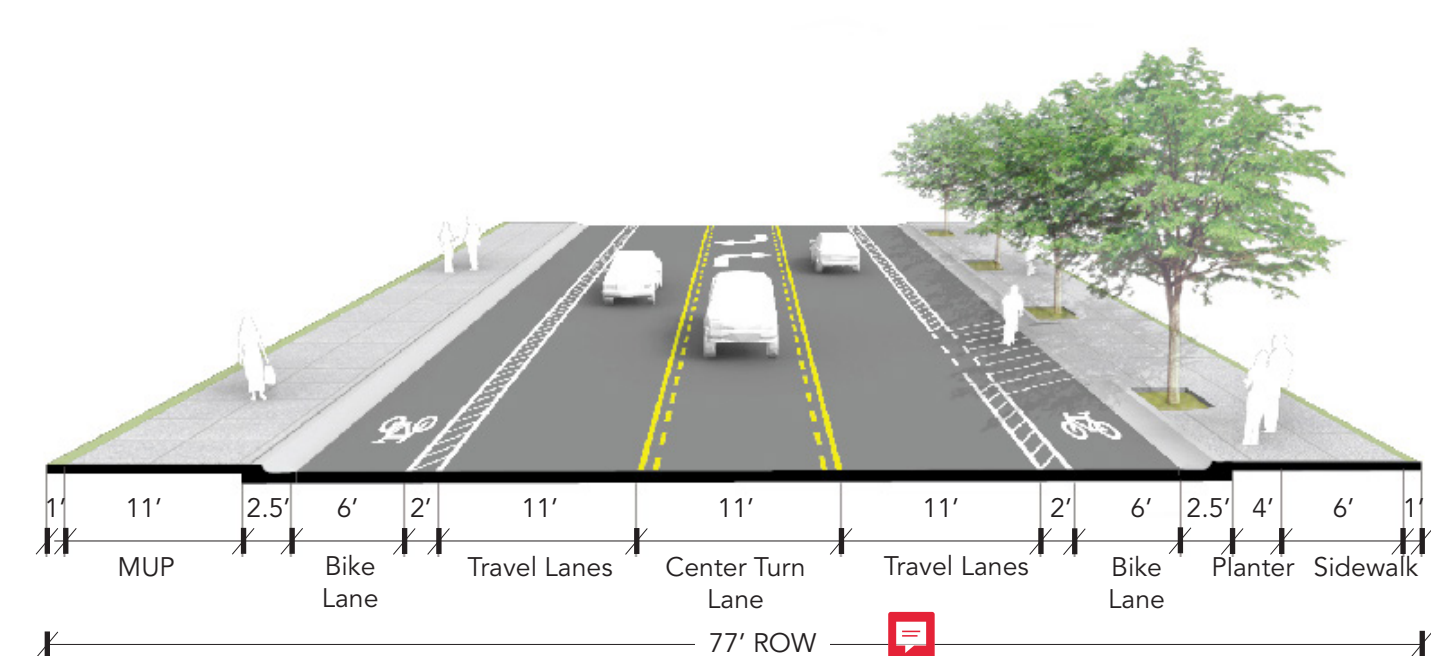 1' 11' 2.5' 6' 2' 11' 11' 11' 2' 6' 2.5' 4' 6' 1'
MUP Bike Lane Travel Lanes Center Turn Lane Travel Lanes Bike Lane Planter Sidewalk
77' ROW